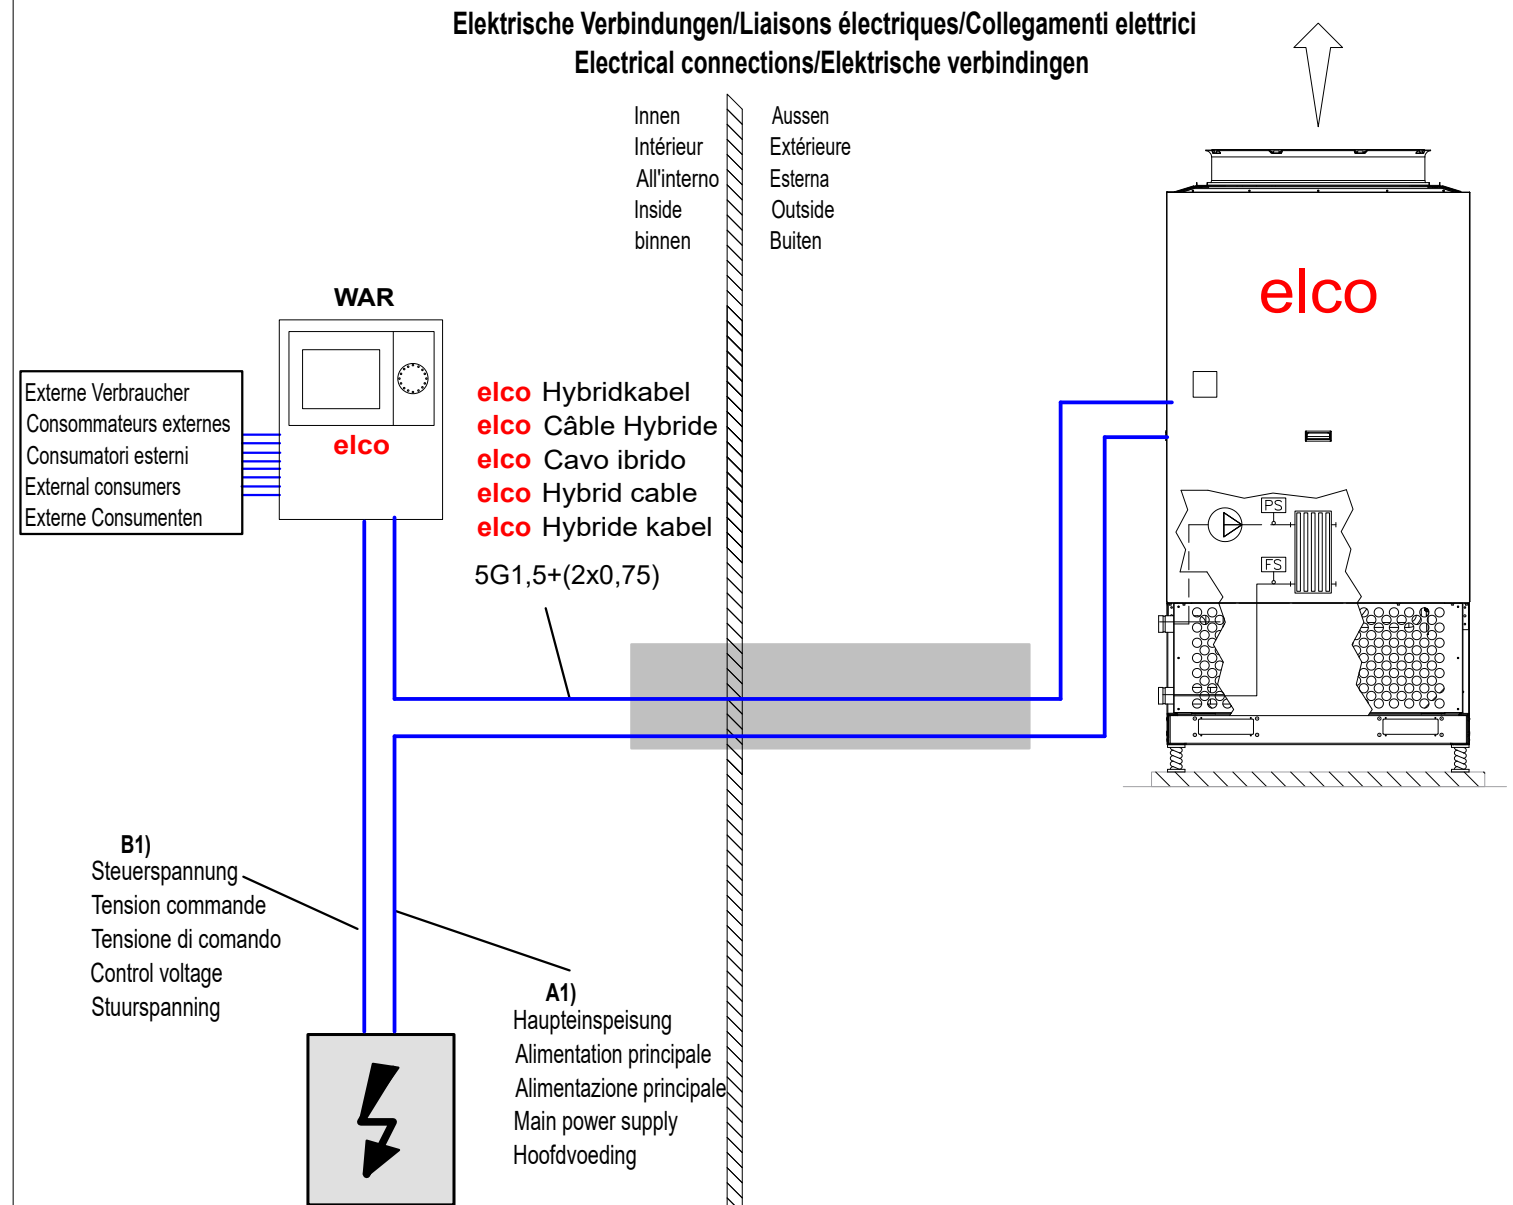 Elektrische Verbindungen/Liaisons électriques/Collegamenti elettrici
Electrical connections/Elektrische verbindingen
Innen
Intérieur
All'interno
Inside
binnen
Aussen
Extérieure
Esterna
Outside
Buiten
elco
WAR
elco
Externe Verbraucher
Consommateurs externes
Consumatori esterni
External consumers
Externe Consumenten
elco Hybridkabel
elco Câble Hybride
elco Cavo ibrido
elco Hybrid cable
elco Hybride kabel
5G1,5+(2x0,75)
PS
FS
B1)
Steuerspannung
Tension commande
Tensione di comando
Control voltage
Stuurspanning
A1)
Haupteinspeisung
Alimentation principale
Alimentazione principale
Main power supply
Hoofdvoeding